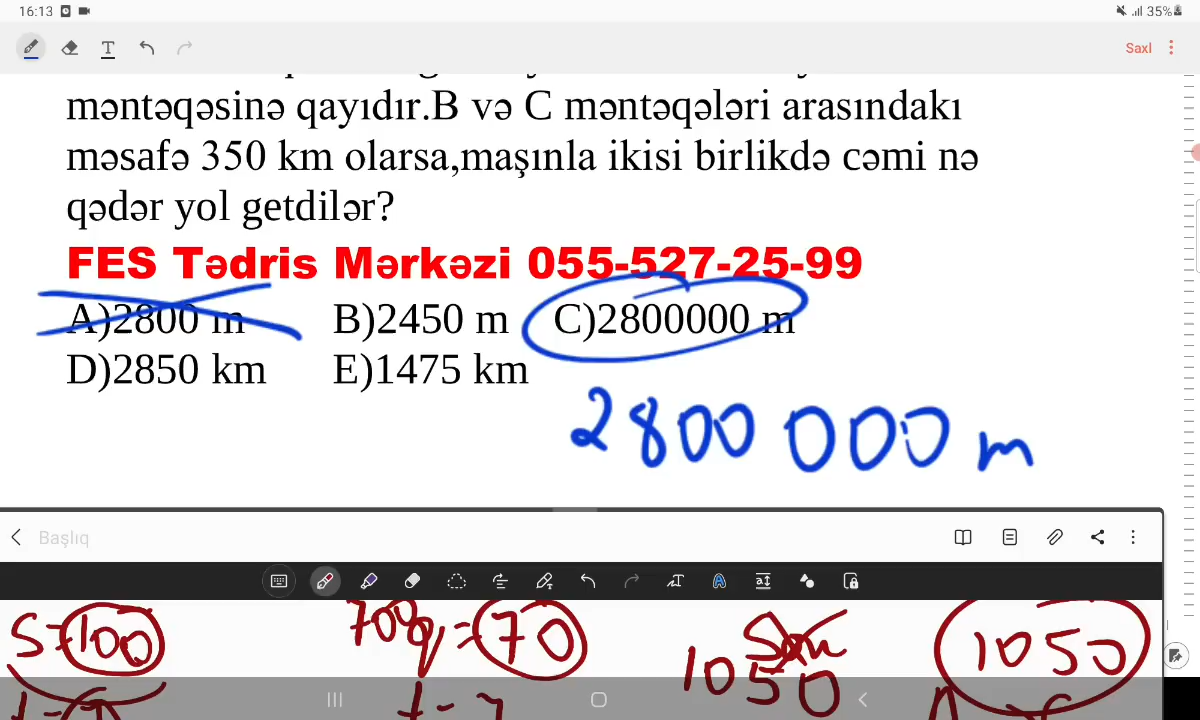 16:13
35%
Saxl
məntəqəsinə qayıdır.B və C məntəqələri arasındakı
məsafə 350 km olarsa,maşınla ikisi birlikdə cəmi nə
qədər yol getdilər?
FES Tədris Mərkəzi 055-527-25-99
A)2800 m B)2450 m C)2800000 m
D)2850 km E)1475 km
2800 000 m
Başlıq
S=100 =70 1050 1050